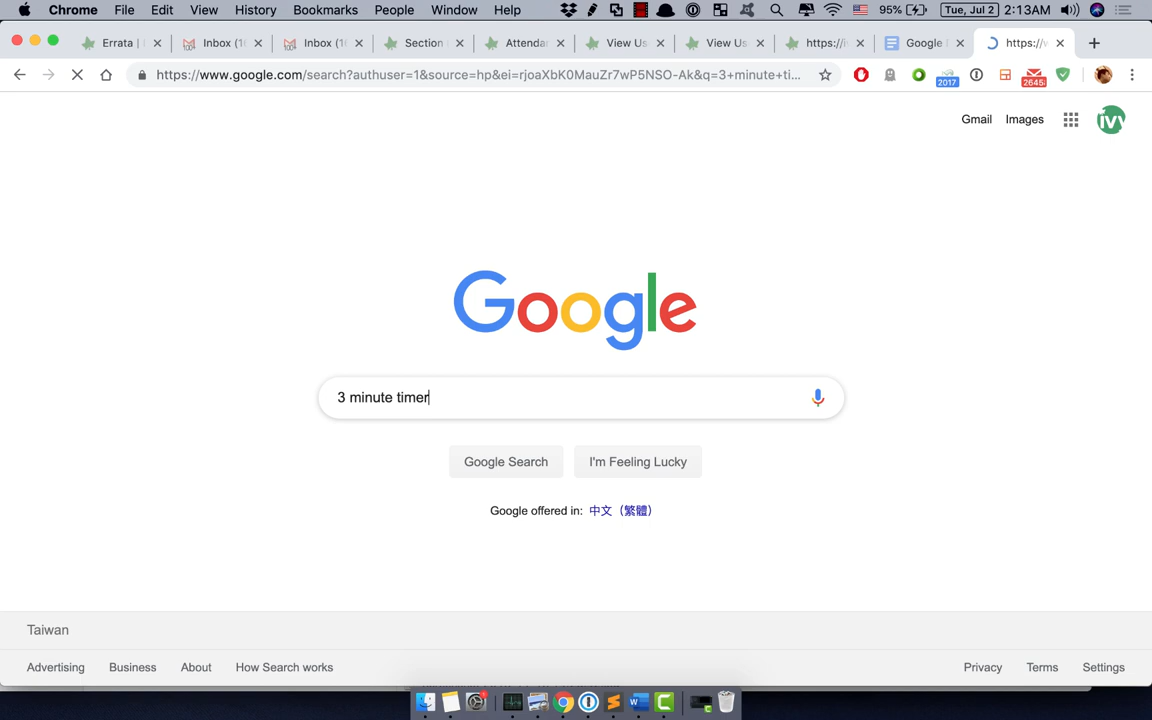 Chrome File Edit View History Bookmarks People Window Help 95% Tue, Jul 2 2:13AM
Errata | Inbox (1 Inbox (1 Section Attenda View Us View Us https://i Google https://v
https://www.google.com/search?authuser=1&source=hp&ei=rjoaXbK0MauZr7wP5NSO-Ak&q=3+minute+ti... 2017 2645
Gmail Images ivy
Google
3 minute timer
Google Search I'm Feeling Lucky
Google offered in: 中文（繁體）
Taiwan
Advertising Business About How Search works Privacy Terms Settings